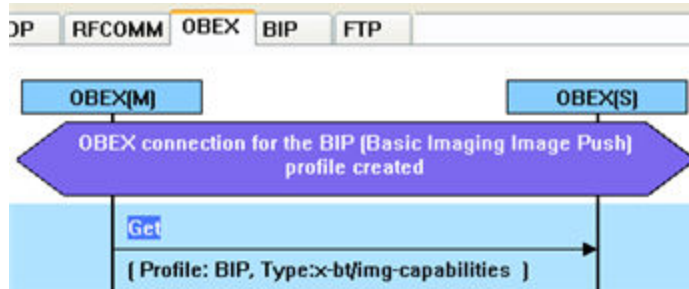 OP RFCOMM OBEX BIP FTP
OBEX(M) OBEX(S)
OBEX connection for the BIP (Basic Imaging Image Push)
profile created
Get
( Profile: BIP, Type:x-bt/img-capabilities )